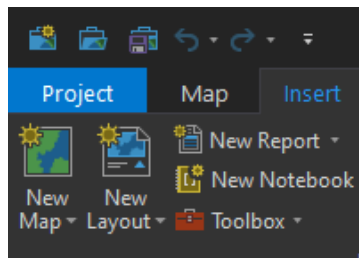 Project Map Insert
New Report
New Notebook
New New
Map Layout Toolbox